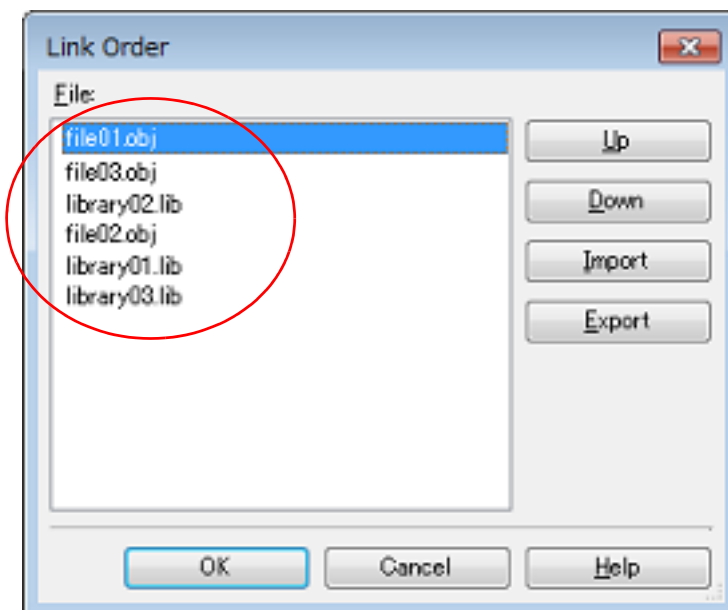 Link Order
File:
file01.obj
file03.obj
library02.lib
file02.obj
library01.lib
library03.lib
Up
Down
Import
Export
OK
Cancel
Help